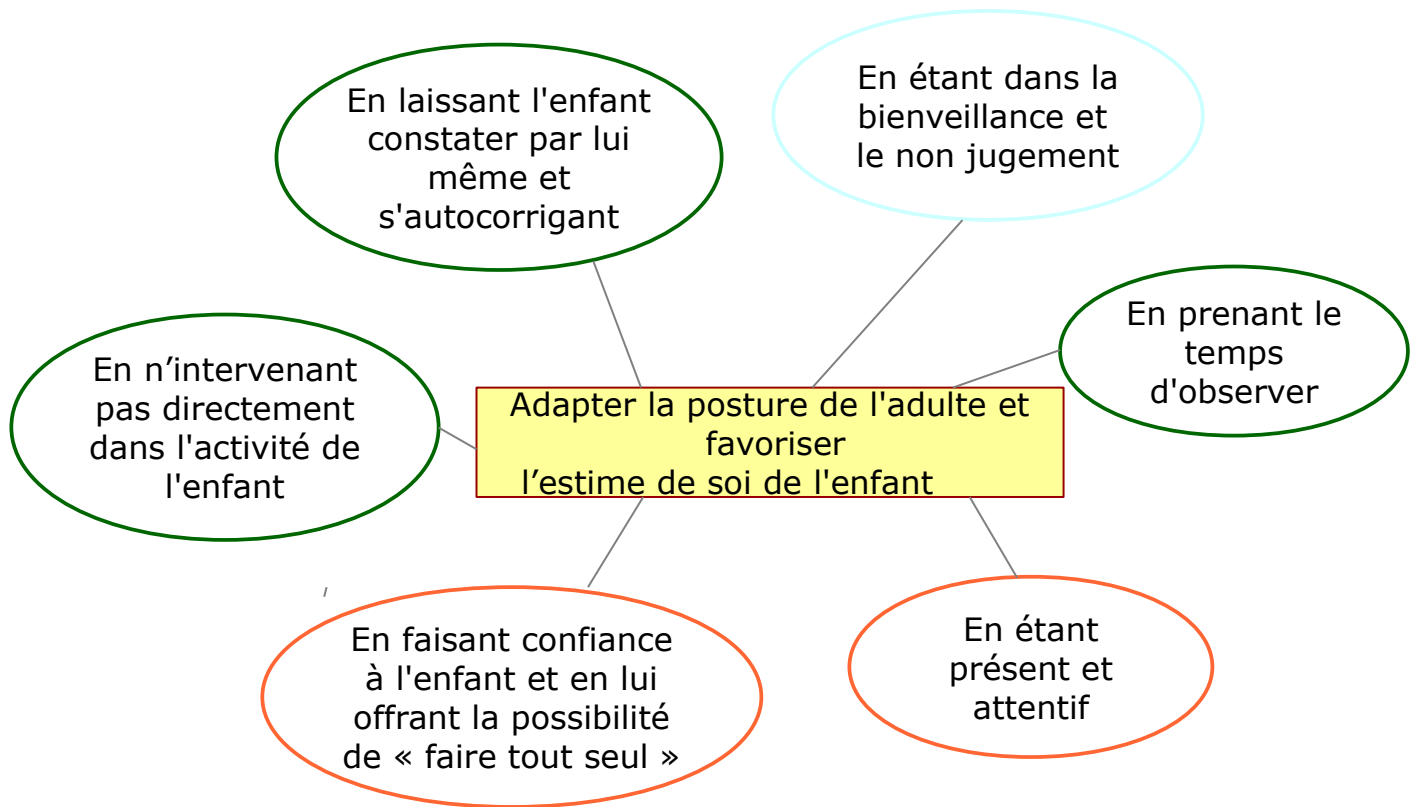 En laissant l'enfant
constater par lui
même et
s'autocorrigant
En étant dans la
bienveillance et
le non jugement
En prenant le
temps
d'observer
En n’intervenant
pas directement
dans l'activité de
l'enfant
Adapter la posture de l'adulte et
favoriser
l’estime de soi de l'enfant
En faisant confiance
à l'enfant et en lui
offrant la possibilité
de « faire tout seul »
En étant
présent et
attentif